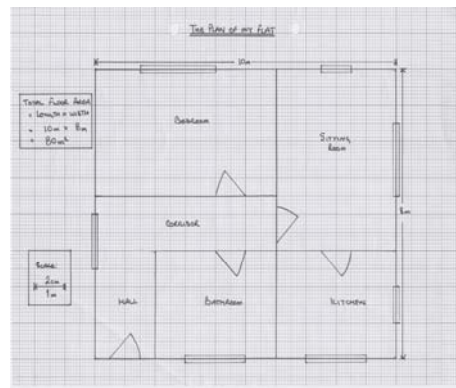 THE PLAN OF MY FLAT
10m
TOTAL FLOOR AREA
= LENGTH × WIDTH
= 10m × 8m
= 80m²
BEDROOM
SITTING
ROOM
8m
CORRIDOR
SCALE
2cm
1m
HALL
BATHROOM
KITCHEN